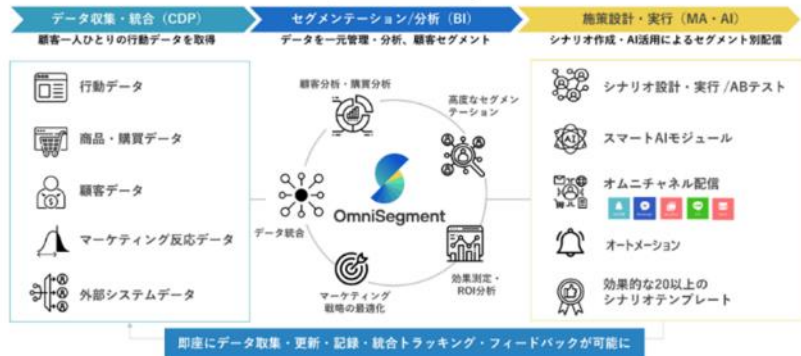 データ収集・統合（CDP）
セグメンテーション/分析（BI）
施策設計・実行（MA・AI）
顧客一人ひとりの行動データを取得
データを一元管理・分析、顧客セグメント
シナリオ作成・AI活用によるセグメント別配信
行動データ
商品・購買データ
顧客データ
マーケティング反応データ
外部システムデータ
顧客分析・購買分析
高度なセグメン
テーション
OmniSegment
データ統合
効果測定・
ROI分析
マーケティング
戦略の最適化
シナリオ設計・実行 /ABテスト
AI
スマートAIモジュール
オムニチャネル配信
オートメーション
効果的な20以上の
シナリオテンプレート
即座にデータ取集・更新・記録・統合トラッキング・フィードバックが可能に